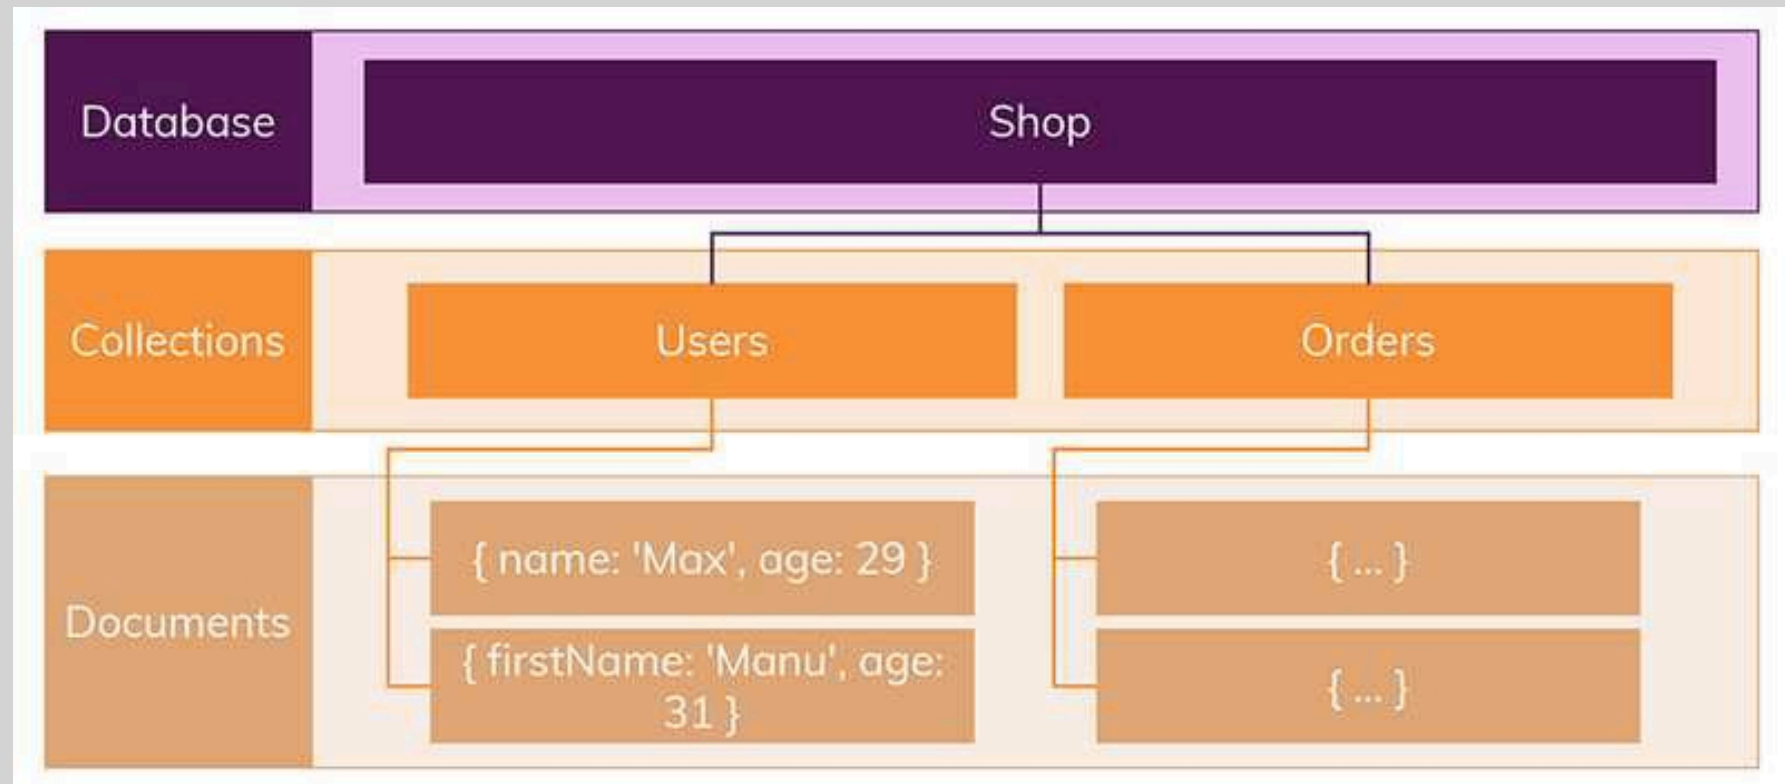 Database
Shop
Collections
Users
Orders
Documents
{ name: 'Max', age: 29 }
{ ... }
{ firstName: 'Manu', age:
31 }
{ ... }